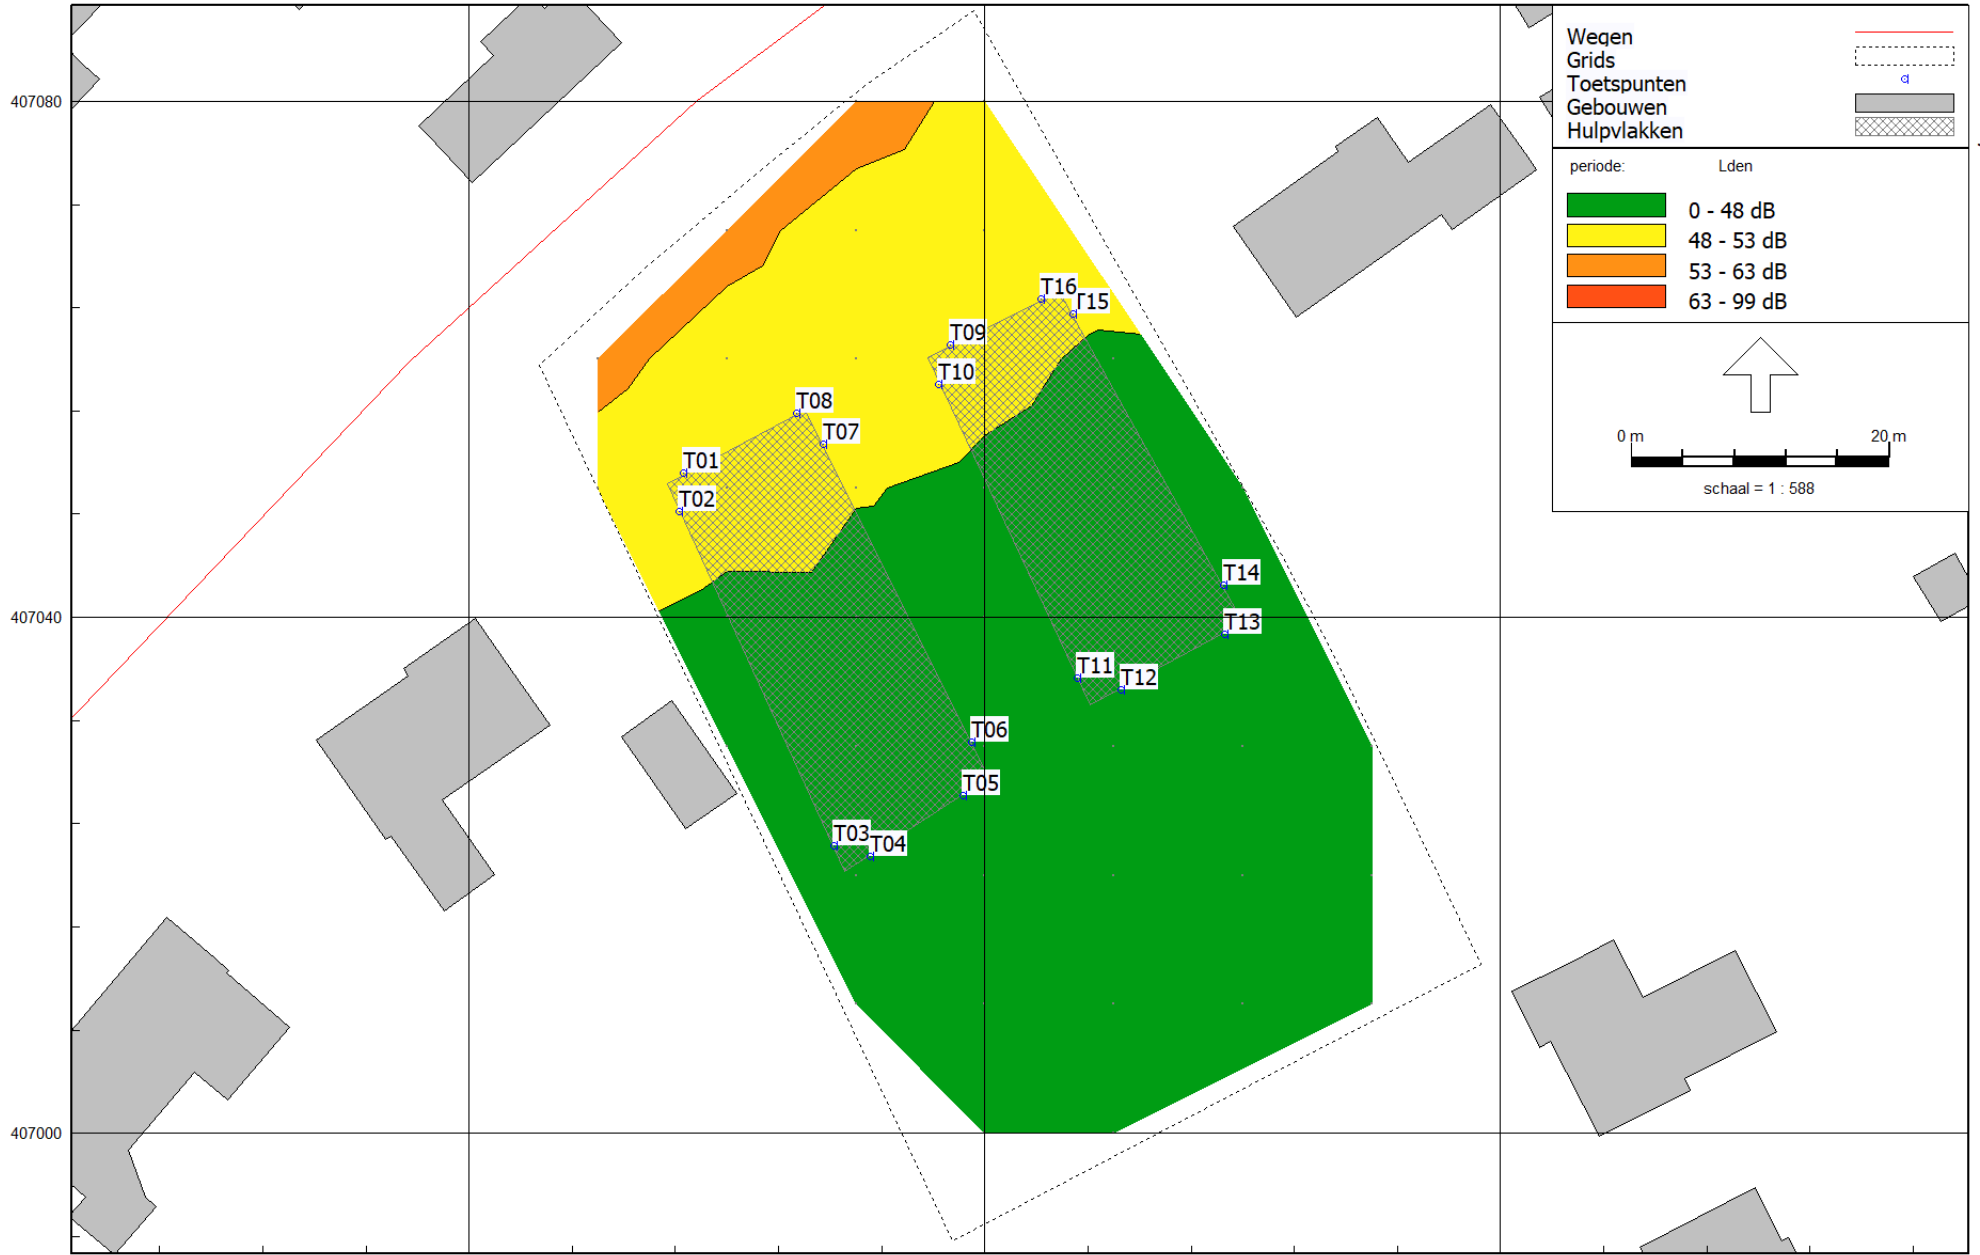 Wegen
Grids
Toetspunten
Gebouwen
Hulpvlakken
periode: Lden
0 - 48 dB
48 - 53 dB
53 - 63 dB
63 - 99 dB
0 m 20 m
schaal = 1 : 588
407080
T16
T15
T09
T10
T08
T07
T01
T02
T14
407040
T13
T11
T12
T06
T05
T03
T04
407000